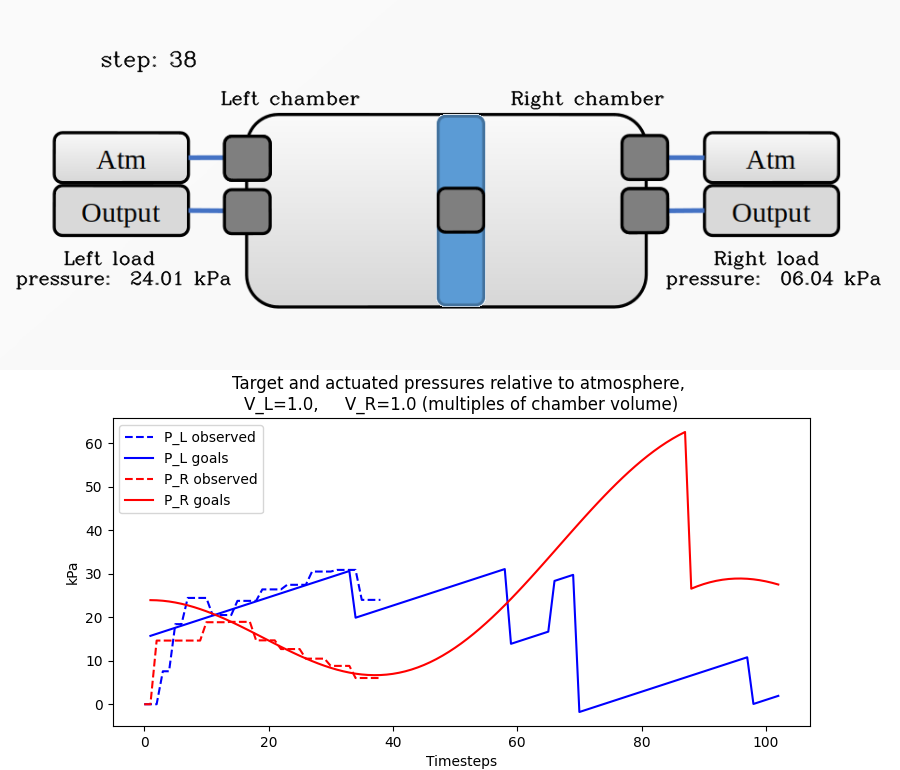 step: 38
Left chamber
Right chamber
Atm
Atm
Output
Output
Left load
pressure: 24.01 kPa
Right load
pressure: 06.04 kPa
Target and actuated pressures relative to atmosphere,
V_L=1.0, V_R=1.0 (multiples of chamber volume)
P_L observed
P_L goals
P_R observed
P_R goals
60
50
40
30
20
10
0
kPa
0 20 40 60 80 100
Timesteps